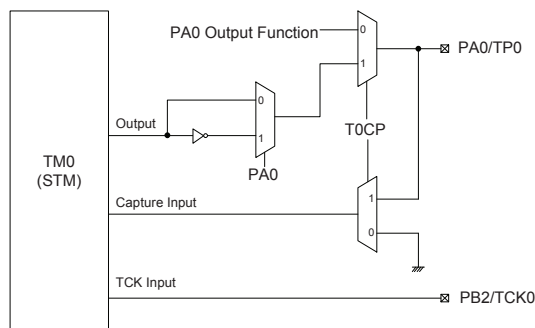 PA0 Output Function
0
1
PA0/TP0
0
1
Output
T0CP
PA0
TM0
(STM)
Capture Input
1
0
TCK Input
PB2/TCK0